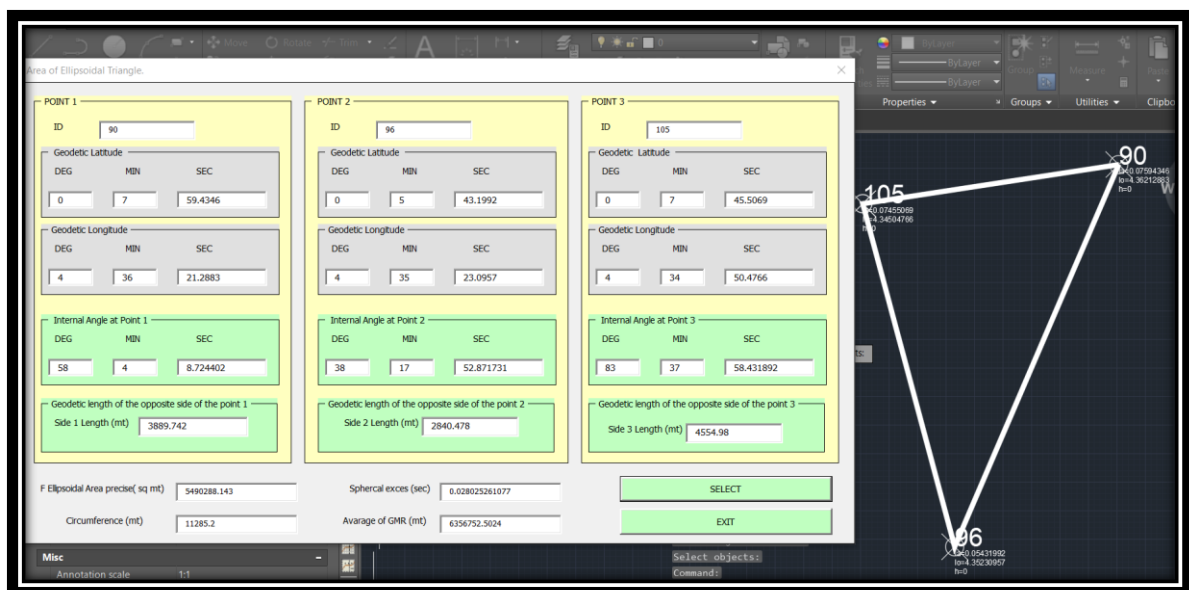 Move Rotate Trim A 0 ByLayer
ByLayer Group Measure Paste
ByLayer
Properties Groups Utilities Clipbo
Area of Ellipsoidal Triangle. X
POINT 1
ID 90
Geodetic Latitude
DEG MIN SEC
0 7 59.4346
Geodetic Longitude
DEG MIN SEC
4 36 21.2883
Internal Angle at Point 1
DEG MIN SEC
58 4 8.724402
Geodetic length of the opposite side of the point 1
Side 1 Length (mt) 3889.742
POINT 2
ID 96
Geodetic Latitude
DEG MIN SEC
0 5 43.1992
Geodetic Longitude
DEG MIN SEC
4 35 23.0957
Internal Angle at Point 2
DEG MIN SEC
38 17 52.871731
Geodetic length of the opposite side of the point 2
Side 2 Length (mt) 2840.478
POINT 3
ID 105
Geodetic Latitude
DEG MIN SEC
0 7 45.5069
Geodetic Longitude
DEG MIN SEC
4 34 50.4766
Internal Angle at Point 3
DEG MIN SEC
83 37 58.431892
Geodetic length of the opposite side of the point 3
Side 3 Length (mt) 4554.98
F Ellipsoidal Area precise( sq mt) 5490288.143 Sphercal exces (sec) 0.028025261077 SELECT
Circumference (mt) 11285.2 Avarage of GMR (mt) 6356752.5024 EXIT
90
lo=4.36212883
h=0
W
105
96
lo=4.35230957
h=0
Misc –
Annotation scale 1:1
Select objects:
Command: